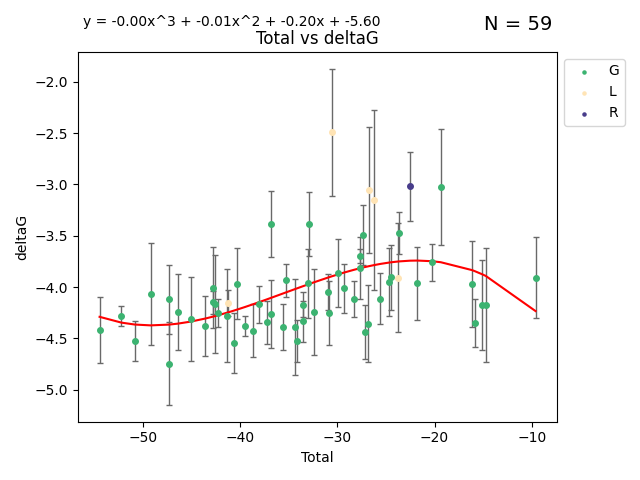 y = -0.00x^3 + -0.01x^2 + -0.20x + -5.60
N = 59
Total vs deltaG
G
L
R
deltaG
−2.0
−2.5
−3.0
−3.5
−4.0
−4.5
−5.0
−50 −40 −30 −20 −10
Total